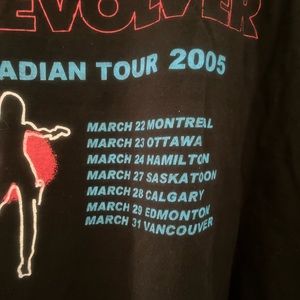 EVOLVER
ADIAN TOUR 2005
MARCH 22 MONTREAL
MARCH 23 OTTAWA
MARCH 24 HAMILTON
MARCH 27 SASKATOON
MARCH 28 CALGARY
MARCH 29 EDMONTON
MARCH 31 VANCOUVER